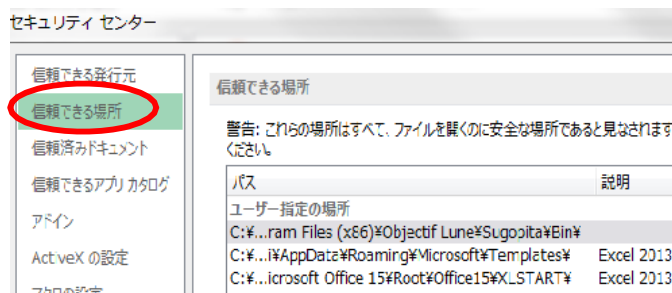 セキュリティ センター
信頼できる発行元
信頼できる場所
信頼済みドキュメント
信頼できるアプリ カタログ
アドイン
ActiveX の設定
マクロの設定
信頼できる場所
警告: これらの場所はすべて、ファイルを開くのに安全な場所であると見なされます
ください。
パス 説明
ユーザー指定の場所
C:¥...ram Files (x86)¥Objectif Lune¥Sugopita¥Bin¥
C:¥...i¥AppData¥Roaming¥Microsoft¥Templates¥ Excel 2013
C:¥...icrosoft Office 15¥Root¥Office15¥XLSTART¥ Excel 2013